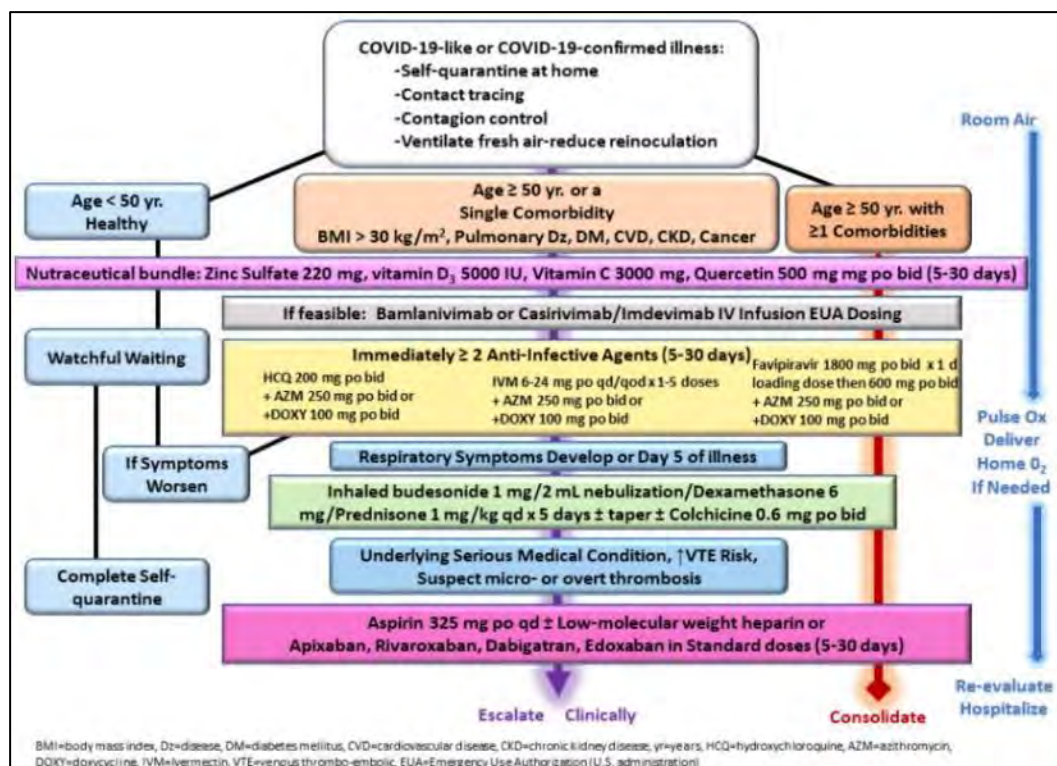 COVID-19-like or COVID-19-confirmed illness:
-Self-quarantine at home
-Contact tracing
-Contagion control
-Ventilate fresh air-reduce reinoculation
Room Air
Age < 50 yr.
Healthy
Age ≥ 50 yr. or a
Single Comorbidity
BMI > 30 kg/m², Pulmonary Dz, DM, CVD, CKD, Cancer
Age ≥ 50 yr. with
≥1 Comorbidities
Nutraceutical bundle: Zinc Sulfate 220 mg, vitamin D₃ 5000 IU, Vitamin C 3000 mg, Quercetin 500 mg mg po bid (5-30 days)
If feasible: Bamlanivimab or Casirivimab/Imdevimab IV Infusion EUA Dosing
Watchful Waiting
Immediately ≥ 2 Anti-Infective Agents (5-30 days)
HCQ 200 mg po bid
+ AZM 250 mg po bid or
+DOXY 100 mg po bid
IVM 6-24 mg po qd/qod x 1-5 doses
+ AZM 250 mg po bid or
+DOXY 100 mg po bid
Favipiravir 1800 mg po bid x 1 d
loading dose then 600 mg po bid
+ AZM 250 mg po bid or
+DOXY 100 mg po bid
Pulse Ox
Deliver
Home 0₂
If Needed
If Symptoms
Worsen
Respiratory Symptoms Develop or Day 5 of illness
Inhaled budesonide 1 mg/2 mL nebulization/Dexamethasone 6
mg/Prednisone 1 mg/kg qd x 5 days ± taper ± Colchicine 0.6 mg po bid
Complete Self-
quarantine
Underlying Serious Medical Condition, ↑VTE Risk,
Suspect micro- or overt thrombosis
Aspirin 325 mg po qd ± Low-molecular weight heparin or
Apixaban, Rivaroxaban, Dabigatran, Edoxaban in Standard doses (5-30 days)
Escalate Clinically
Consolidate
Re-evaluate
Hospitalize
BMI=body mass index, Dz=disease, DM=diabetes mellitus, CVD=cardiovascular disease, CKD=chronic kidney disease, yr=years, HCQ=hydroxychloroquine, AZM=azithromycin,
DOXY=doxycycline, IVM=Ivermectin, VTE=venous thrombo-embolic, EUA=Emergency Use Authorization (U.S. administration)